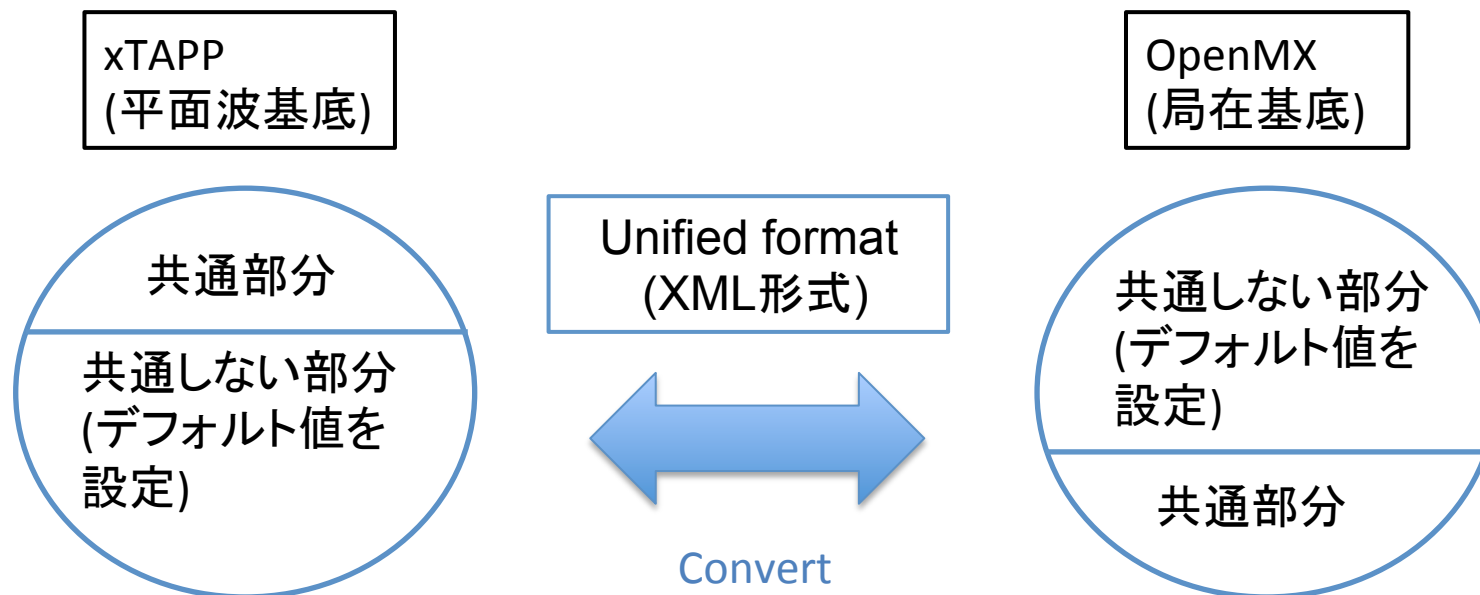 xTAPP
(平面波基底)
OpenMX
(局在基底)
共通部分
共通しない部分
(デフォルト値を
設定)
Unified format
(XML形式)
Convert
共通しない部分
(デフォルト値を
設定)
共通部分